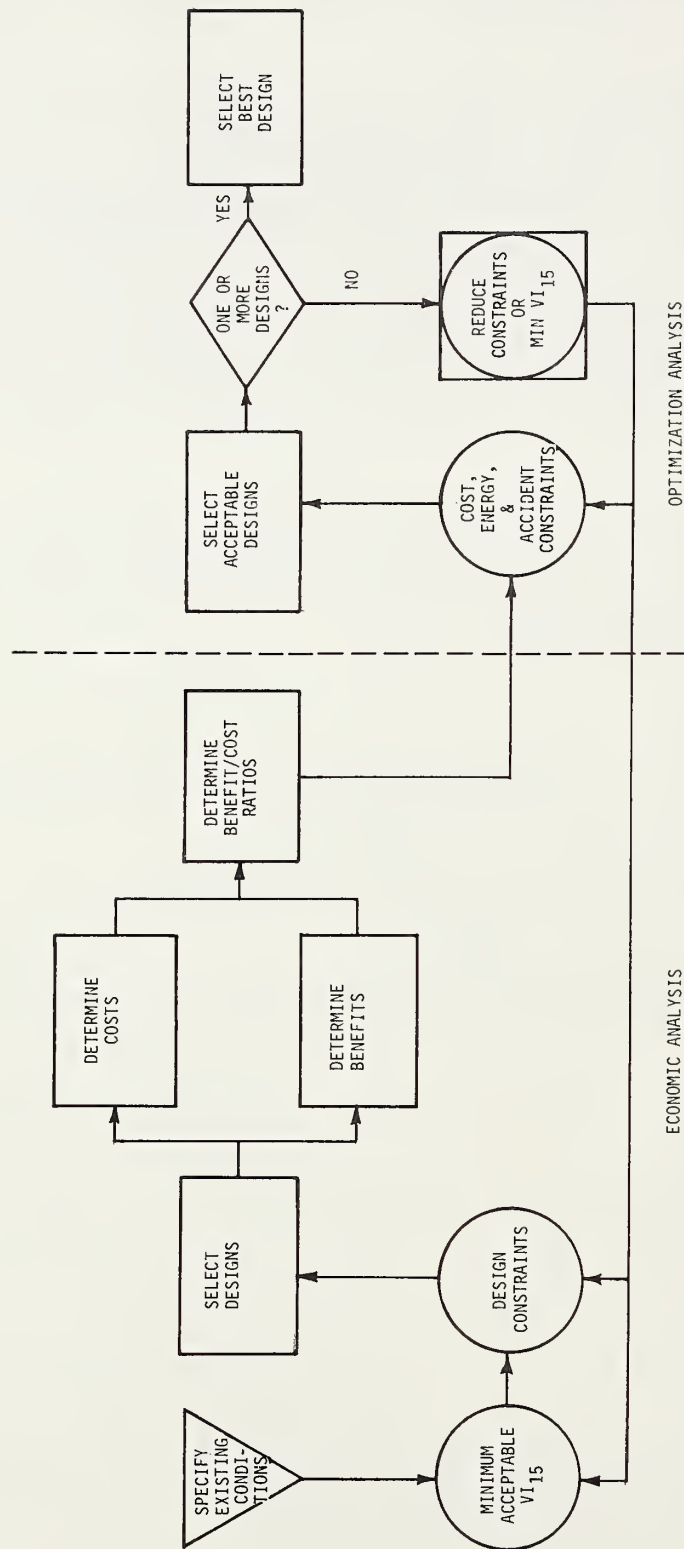 SPECIFY
EXISTING
CONDI-
TIONS
MINIMUM
ACCEPTABLE
VI15
DESIGN
CONSTRAINTS
SELECT
DESIGNS
DETERMINE
COSTS
DETERMINE
BENEFITS
DETERMINE
BENEFIT/COST
RATIOS
COST,
ENERGY,
&
ACCIDENT
CONSTRAINTS
SELECT
ACCEPTABLE
DESIGNS
ONE OR
MORE
DESIGNS
?
YES
SELECT
BEST
DESIGN
NO
REDUCE
CONSTRAINTS
OR
MIN VI15
ECONOMIC ANALYSIS
OPTIMIZATION ANALYSIS